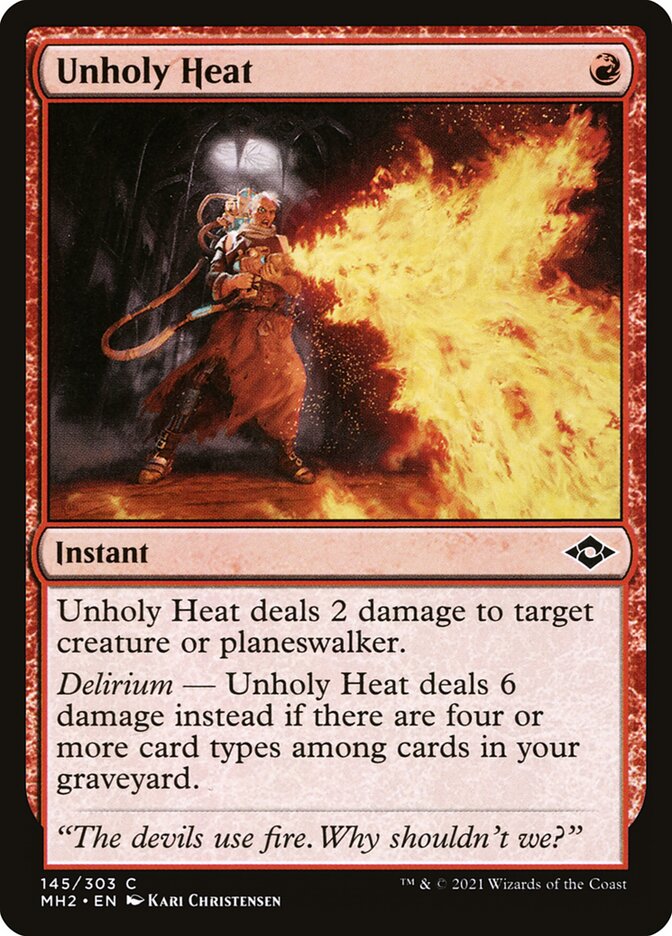 Unholy Heat
Instant
Unholy Heat deals 2 damage to target
creature or planeswalker.
Delirium — Unholy Heat deals 6
damage instead if there are four or
more card types among cards in your
graveyard.
“The devils use fire. Why shouldn’t we?”
145/303 C
MH2 • EN Kari Christensen
™ & © 2021 Wizards of the Coast